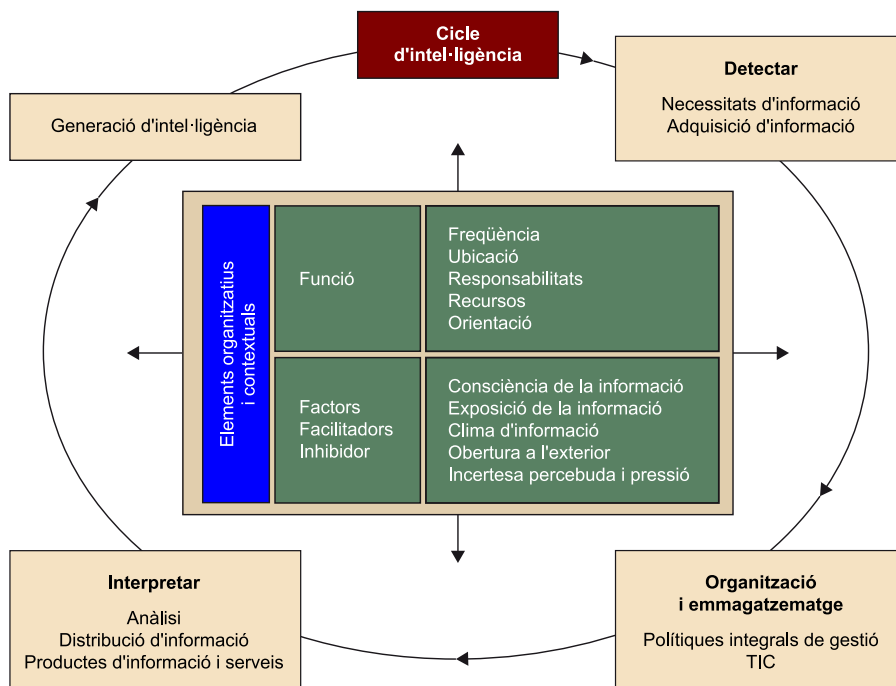 Cicle
d'intel·ligència
Detectar
Necessitats d'informació
Adquisició d'informació
Generació d'intel·ligència
Elements organitzatius
i contextuals
Funció
Freqüència
Ubicació
Responsabilitats
Recursos
Orientació
Factors
Facilitadors
Inhibidor
Consciència de la informació
Exposició de la informació
Clima d'informació
Obertura a l'exterior
Incertesa percebuda i pressió
Interpretar
Anàlisi
Distribució d'informació
Productes d'informació i serveis
Organització
i emmagatzematge
Polítiques integrals de gestió
TIC